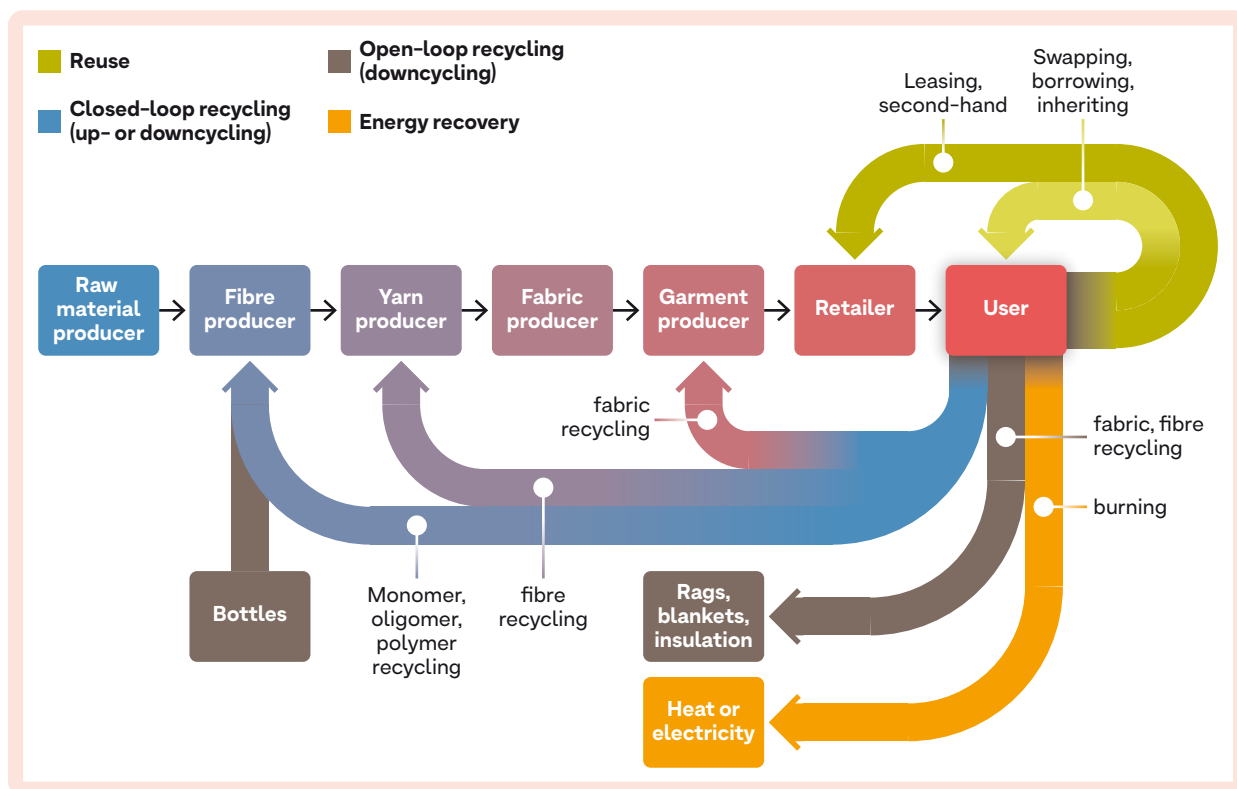 Reuse
Closed-loop recycling
(up- or downcycling)
Open-loop recycling
(downcycling)
Energy recovery
Leasing,
second-hand
Swapping,
borrowing,
inheriting
Raw
material
producer
Fibre
producer
Yarn
producer
Fabric
producer
Garment
producer
Retailer
User
fabric
recycling
fabric, fibre
recycling
burning
Bottles
Monomer,
oligomer,
polymer
recycling
fibre
recycling
Rags,
blankets,
insulation
Heat or
electricity